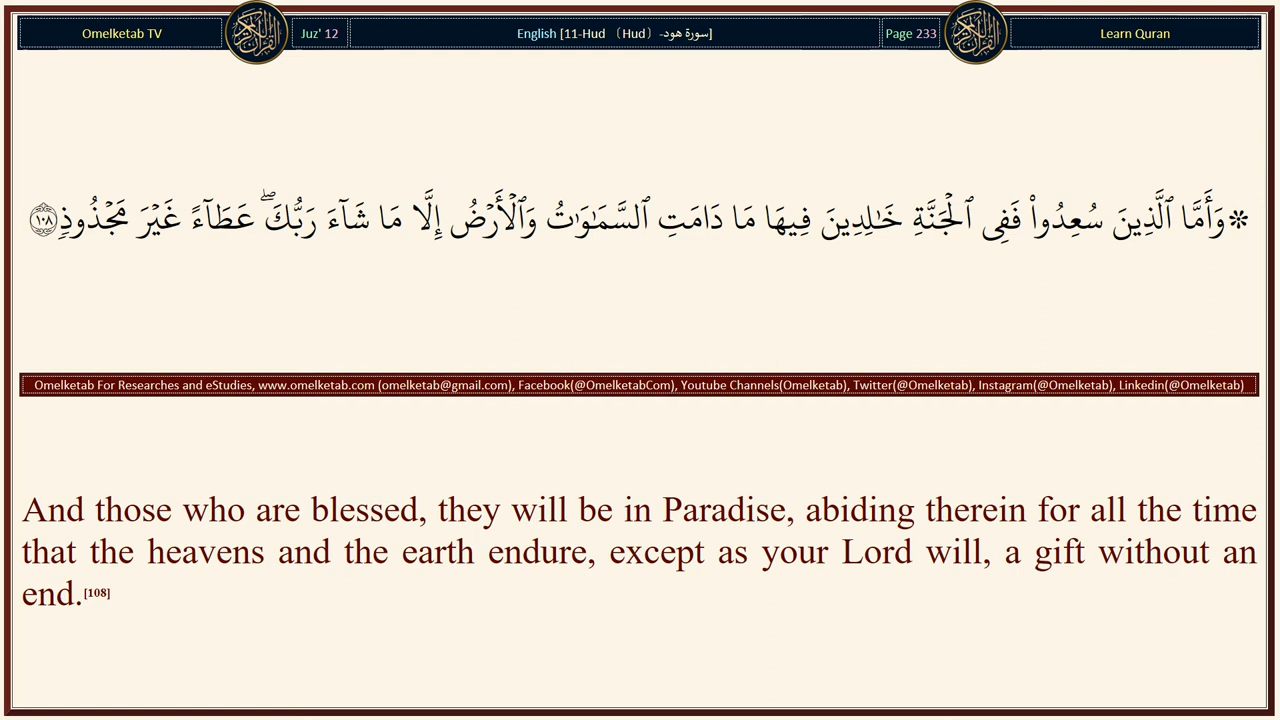 Omelketab TV
Juz' 12
English [11-Hud 〔Hud〕 -سورة هود]
Page 233
Learn Quran
۞وَأَمَّا ٱلَّذِينَ سُعِدُواْ فَفِى ٱلْجَنَّةِ خَـٰلِدِينَ فِيهَا مَا دَامَتِ ٱلسَّمَـٰوَٰتُ وَٱلْأَرْضُ إِلَّا مَا شَآءَ رَبُّكَ ۖ عَطَآءً غَيْرَ مَجْذُوذٍ ١٠٨
Omelketab For Researches and eStudies, www.omelketab.com (omelketab@gmail.com), Facebook(@OmelketabCom), Youtube Channels(Omelketab), Twitter(@Omelketab), Instagram(@Omelketab), Linkedin(@Omelketab)
And those who are blessed, they will be in Paradise, abiding therein for all the time
that the heavens and the earth endure, except as your Lord will, a gift without an
end.[108]